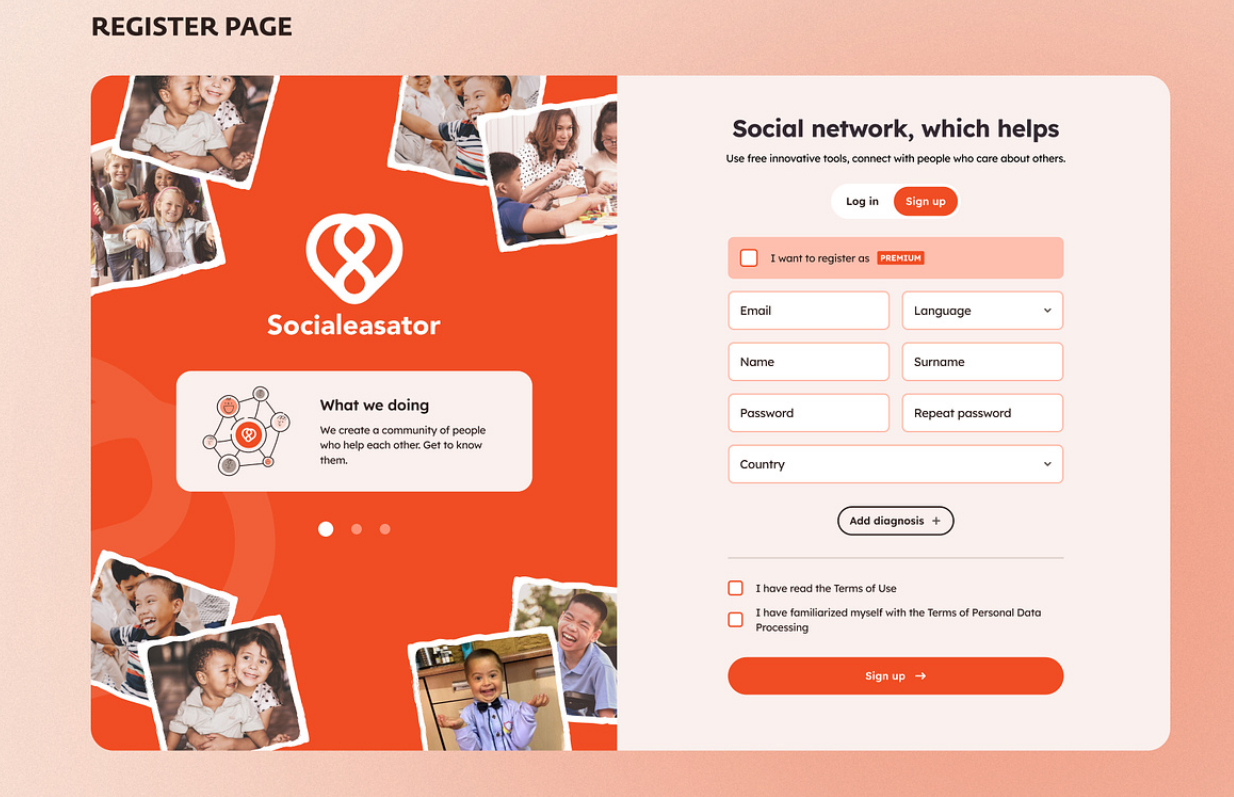 REGISTER PAGE
Socialeasator
What we doing
We create a community of people
who help each other. Get to know
them.
Social network, which helps
Use free innovative tools, connect with people who care about others.
Log in
Sign up
I want to register as PREMIUM
Email
Language
Name
Surname
Password
Repeat password
Country
Add diagnosis +
I have read the Terms of Use
I have familiarized myself with the Terms of Personal Data
Processing
Sign up →